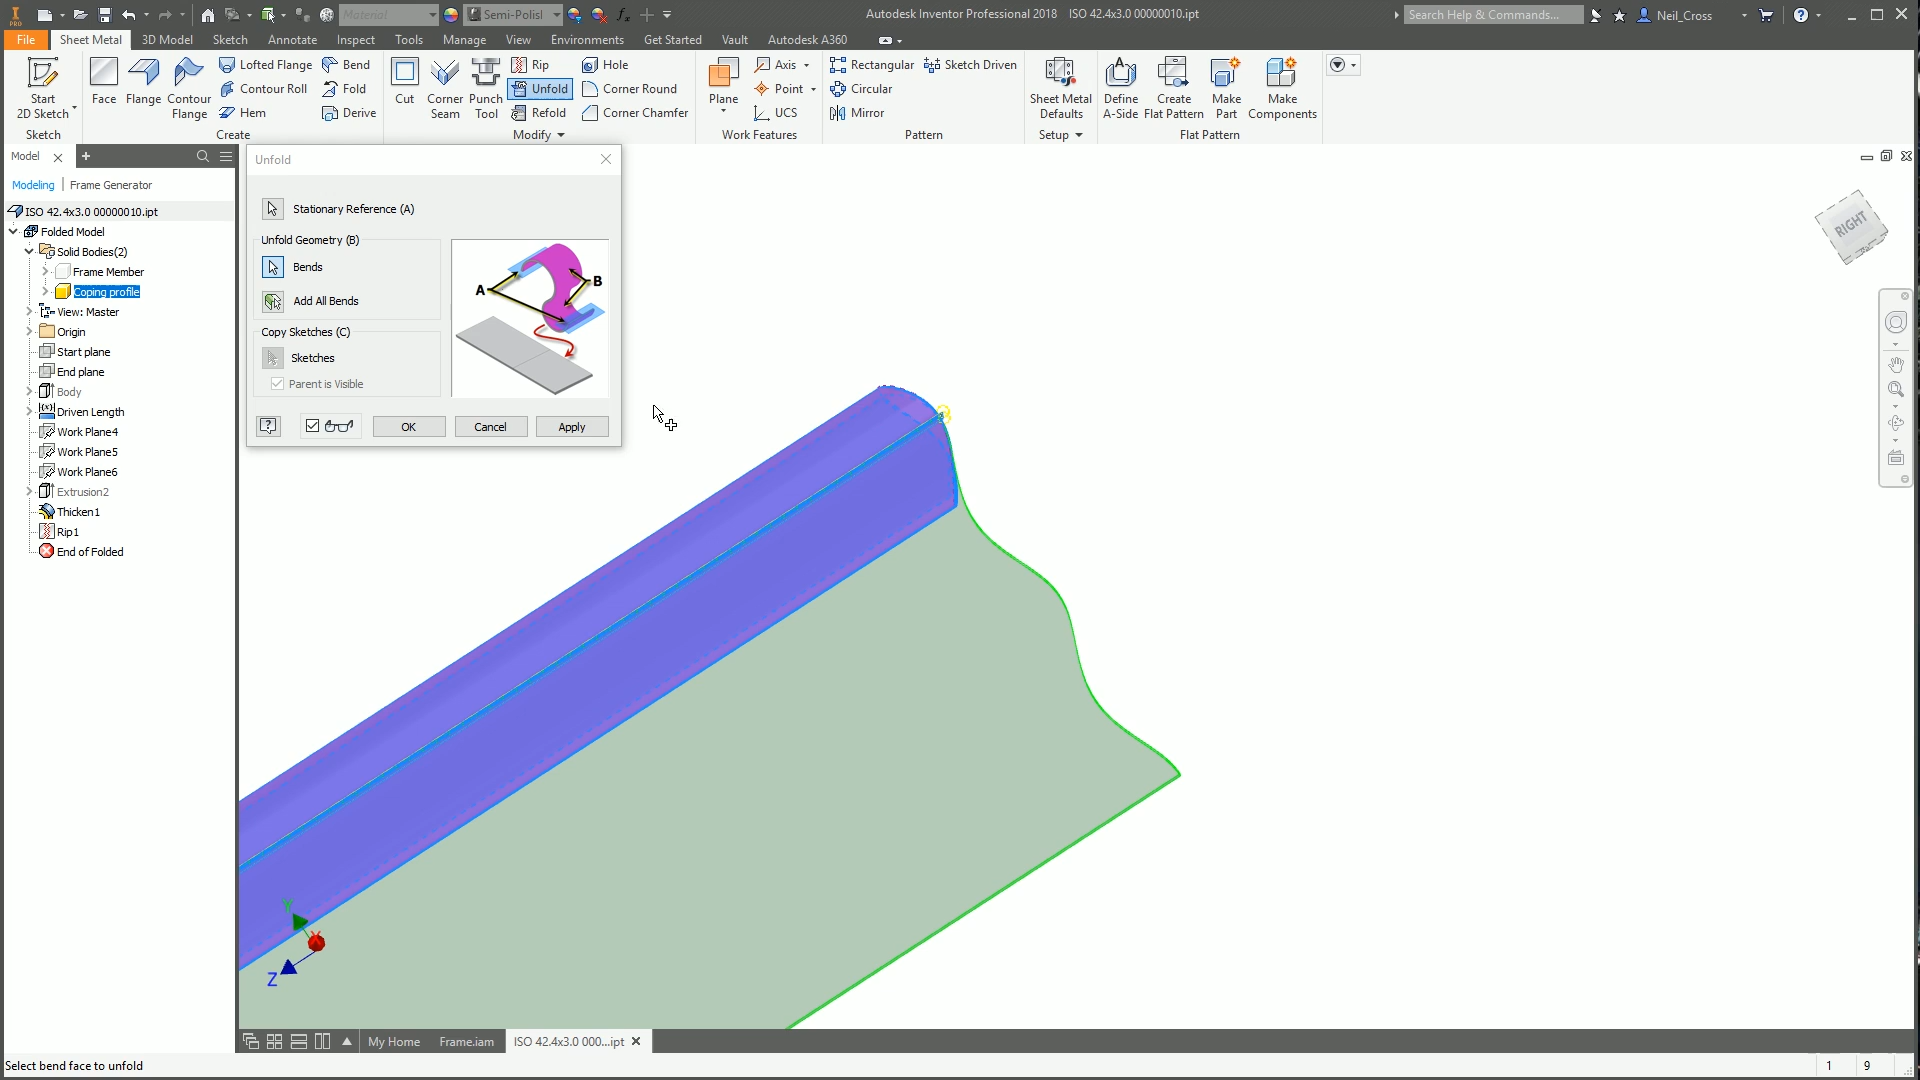 PRO
Material
Semi-Polisl
fx
Autodesk Inventor Professional 2018 ISO 42.4x3.0 00000010.ipt
Search Help & Commands...
Neil_Cross
File Sheet Metal 3D Model Sketch Annotate Inspect Tools Manage View Environments Get Started Vault Autodesk A360
Start
2D Sketch
Sketch
Face
Flange
Contour
Flange
Lofted Flange
Contour Roll
Hem
Bend
Fold
Derive
Create
Cut
Corner
Seam
Punch
Tool
Rip
Unfold
Refold
Hole
Corner Round
Corner Chamfer
Modify
Plane
Axis
Point
UCS
Work Features
Rectangular
Circular
Mirror
Sketch Driven
Pattern
Sheet Metal
Defaults
Setup
Define
A-Side
Create
Flat Pattern
Make
Part
Make
Components
Flat Pattern
Model
Modeling | Frame Generator
ISO 42.4x3.0 00000010.ipt
Folded Model
Solid Bodies(2)
Frame Member
Coping profile
View: Master
Origin
Start plane
End plane
Body
Driven Length
Work Plane4
Work Plane5
Work Plane6
Extrusion2
Thicken1
Rip1
End of Folded
Unfold
Stationary Reference (A)
Unfold Geometry (B)
Bends
Add All Bends
Copy Sketches (C)
Sketches
Parent is Visible
A
B
OK
Cancel
Apply
RIGHT
Y
X
Z
My Home
Frame.iam
ISO 42.4x3.0 000...ipt
Select bend face to unfold
1
9